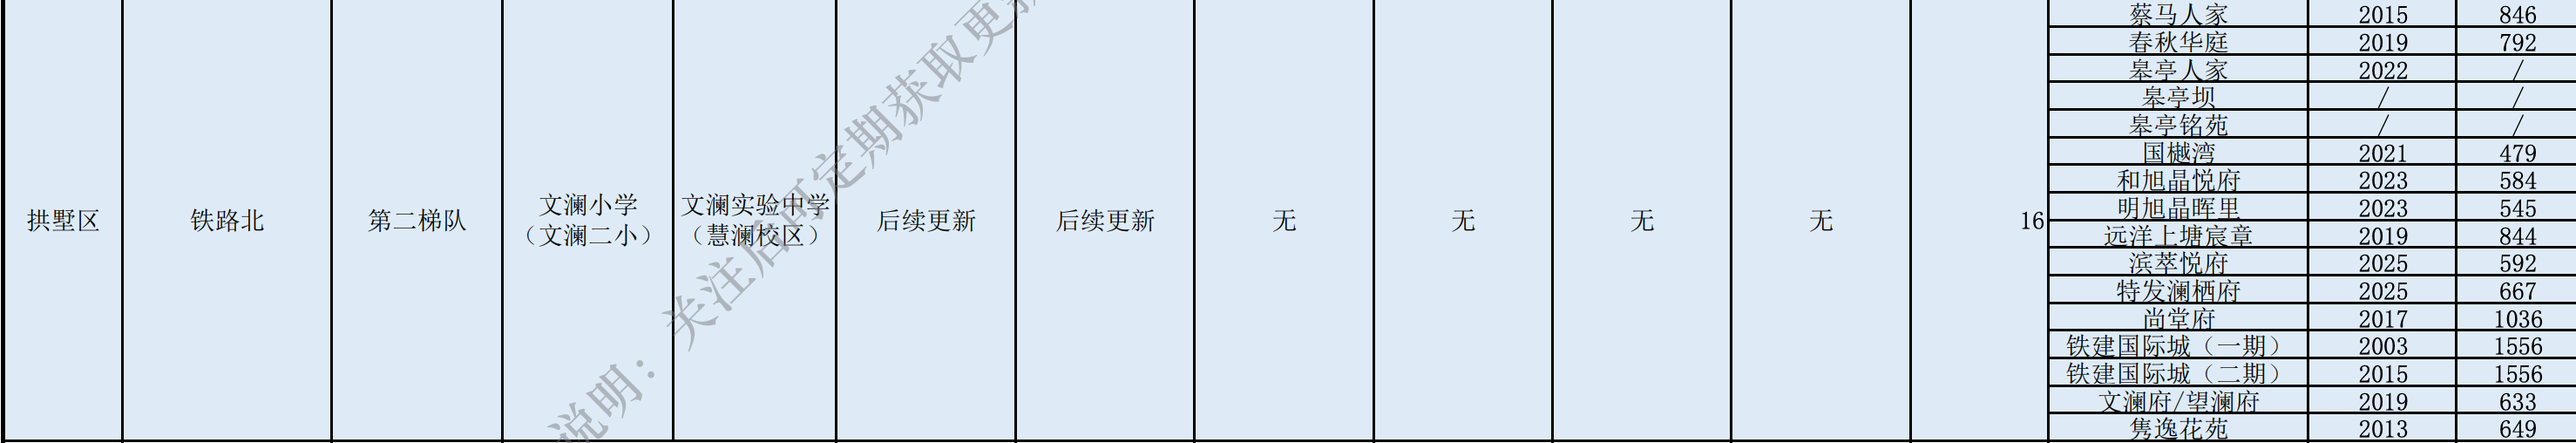 蔡马人家 2015 846
春秋华庭 2019 792
皋亭人家 2022 /
皋亭坝 / /
皋亭铭苑 / /
国樾湾 2021 479
和旭晶悦府 2023 584
明旭晶晖里 2023 545
远洋上塘宸章 2019 844
滨萃悦府 2025 592
特发澜栖府 2025 667
尚堂府 2017 1036
铁建国际城（一期） 2003 1556
铁建国际城（二期） 2015 1556
文澜府/望澜府 2019 633
隽逸花苑 2013 649
拱墅区
铁路北
第二梯队
文澜小学
（文澜二小）
文澜实验中学
（慧澜校区）
后续更新
后续更新
无
无
无
无
16
说明：关注后可定期获取更新